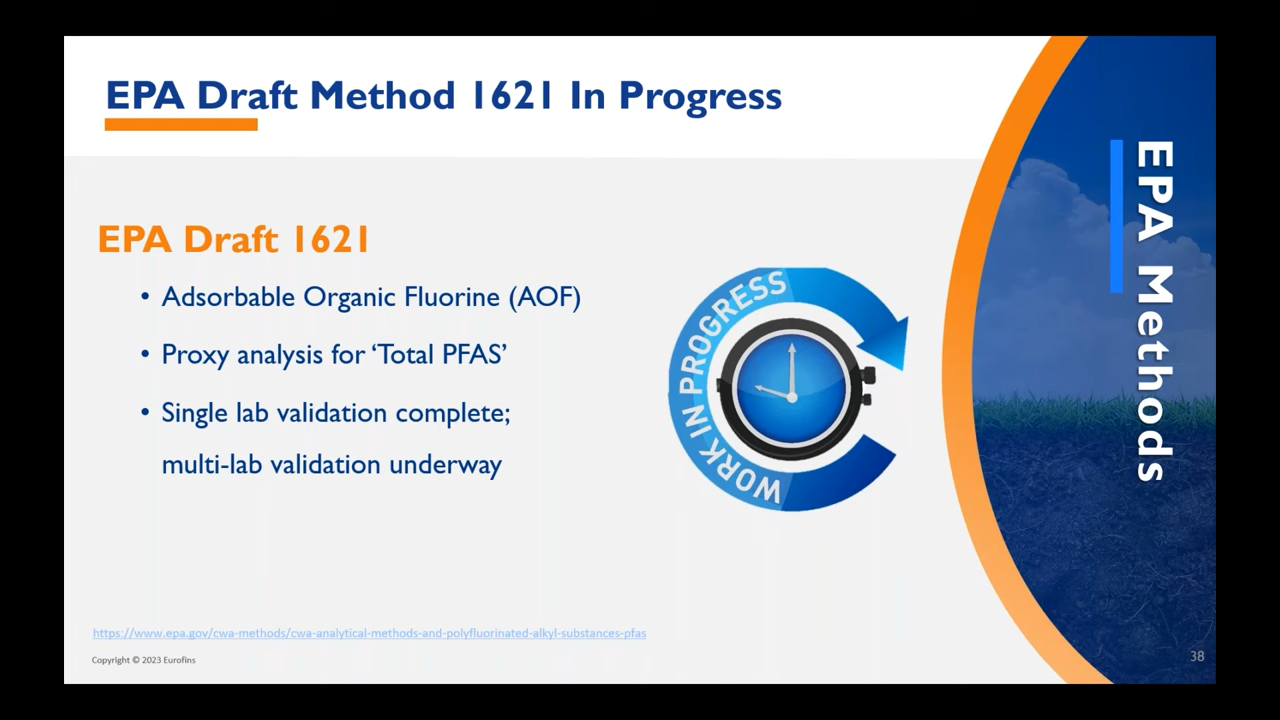 EPA Draft Method 1621 In Progress
EPA Draft 1621
• Adsorbable Organic Fluorine (AOF)
• Proxy analysis for ‘Total PFAS’
• Single lab validation complete;
multi-lab validation underway
WORK IN PROGRESS
EPA Methods
https://www.epa.gov/cwa-methods/cwa-analytical-methods-and-polyfluorinated-alkyl-substances-pfas
Copyright © 2023 Eurofins
38